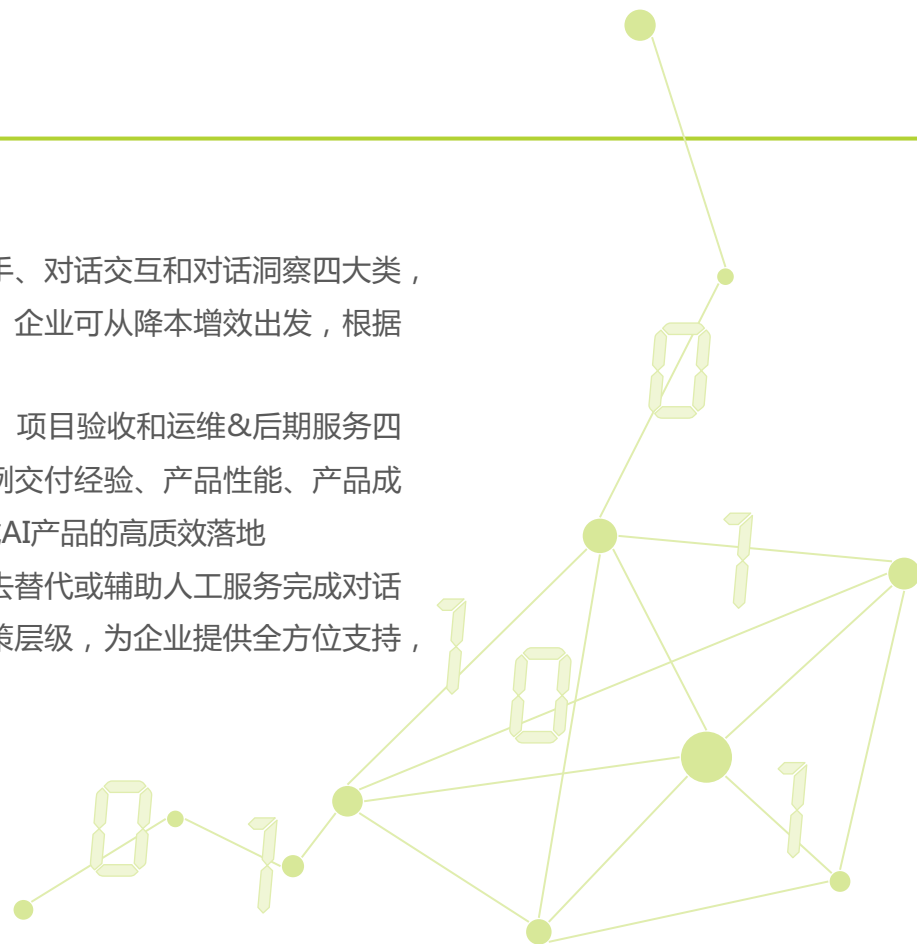 手、对话交互和对话洞察四大类，
企业可从降本增效出发，根据
项目验收和运维&后期服务四
例交付经验、产品性能、产品成
AI产品的高质效落地
去替代或辅助人工服务完成对话
策层级，为企业提供全方位支持，
0
1
1
0
1
0
1